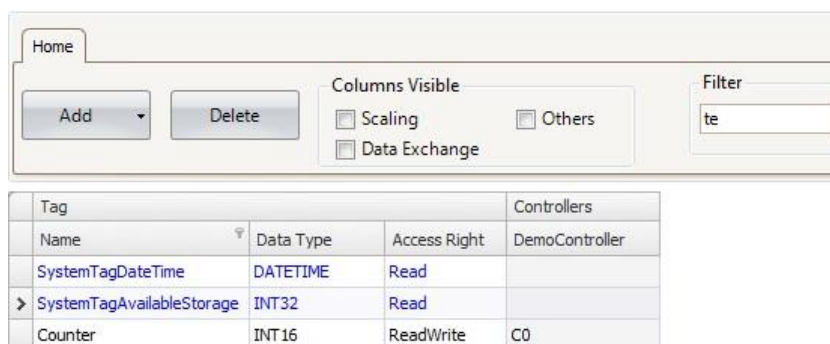 Home
Add
Delete
Columns Visible
Scaling
Others
Data Exchange
Filter
te
Tag Controllers
Name Data Type Access Right DemoController
SystemTagDateTime DATETIME Read
SystemTagAvailableStorage INT32 Read
Counter INT16 ReadWrite C0